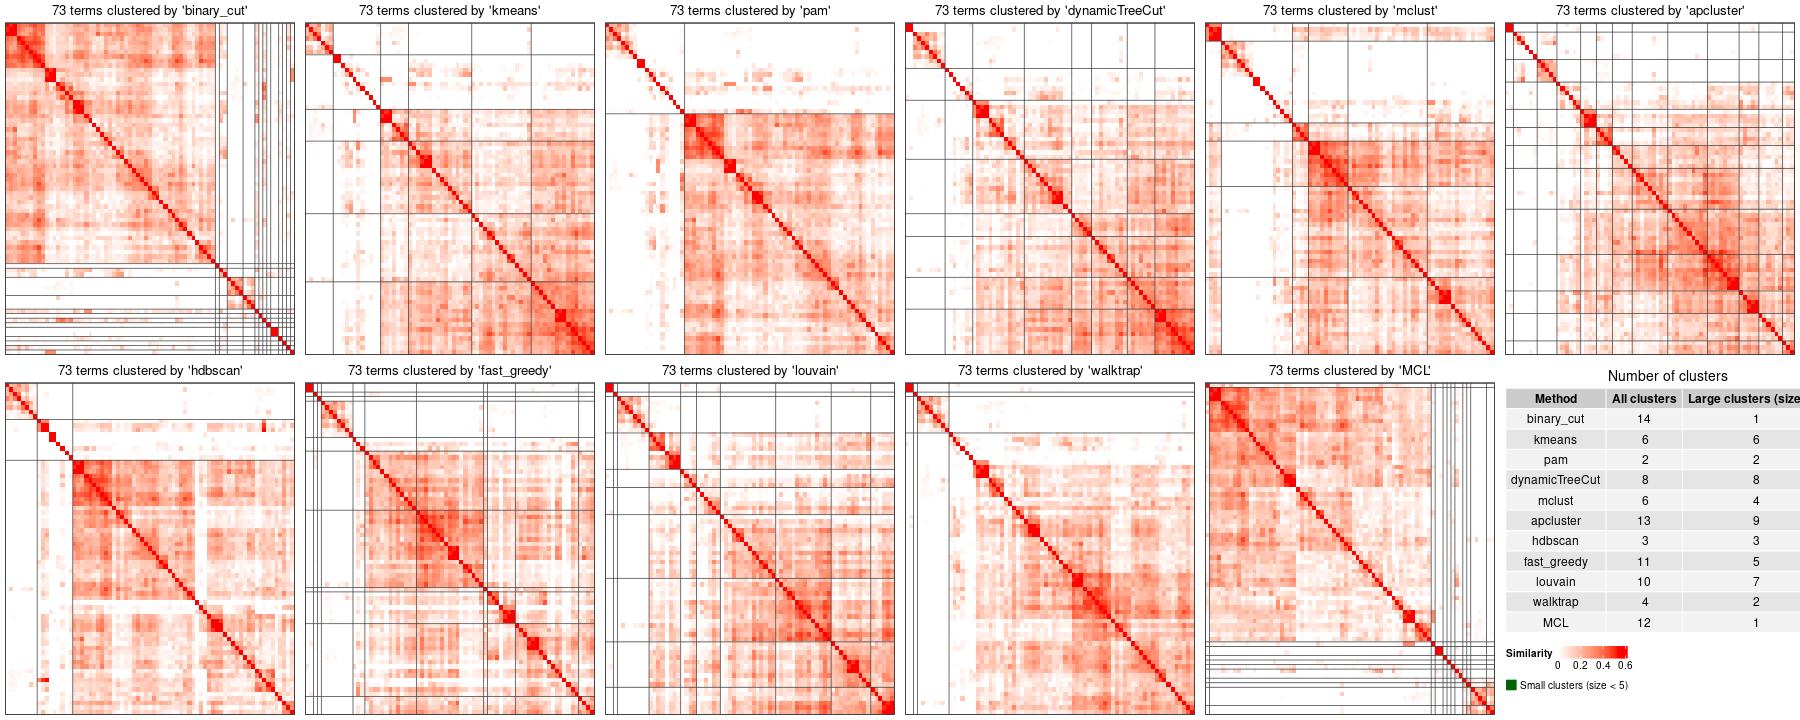 73 terms clustered by 'binary_cut'
73 terms clustered by 'kmeans'
73 terms clustered by 'pam'
73 terms clustered by 'dynamicTreeCut'
73 terms clustered by 'mclust'
73 terms clustered by 'apcluster'
73 terms clustered by 'hdbscan'
73 terms clustered by 'fast_greedy'
73 terms clustered by 'louvain'
73 terms clustered by 'walktrap'
73 terms clustered by 'MCL'
Number of clusters
Method All clusters Large clusters (size
binary_cut 14 1
kmeans 6 6
pam 2 2
dynamicTreeCut 8 8
mclust 6 4
apcluster 13 9
hdbscan 3 3
fast_greedy 11 5
louvain 10 7
walktrap 4 2
MCL 12 1
Similarity
0 0.2 0.4 0.6
Small clusters (size < 5)